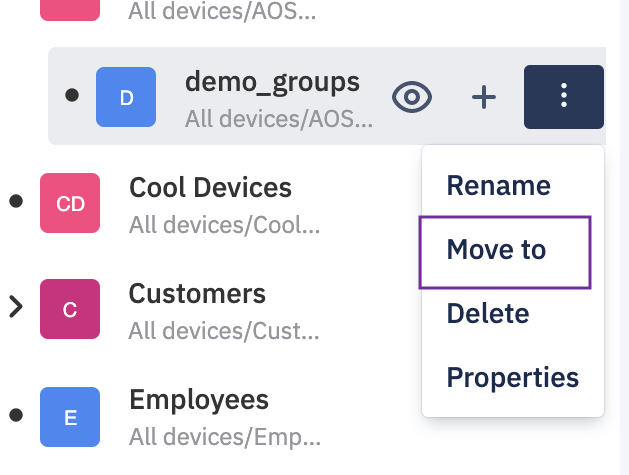 All devices/AOS...
D
demo_groups
All devices/AOS...
CD
Cool Devices
All devices/Cool...
C
Customers
All devices/Cust...
E
Employees
All devices/Emp...
Rename
Move to
Delete
Properties